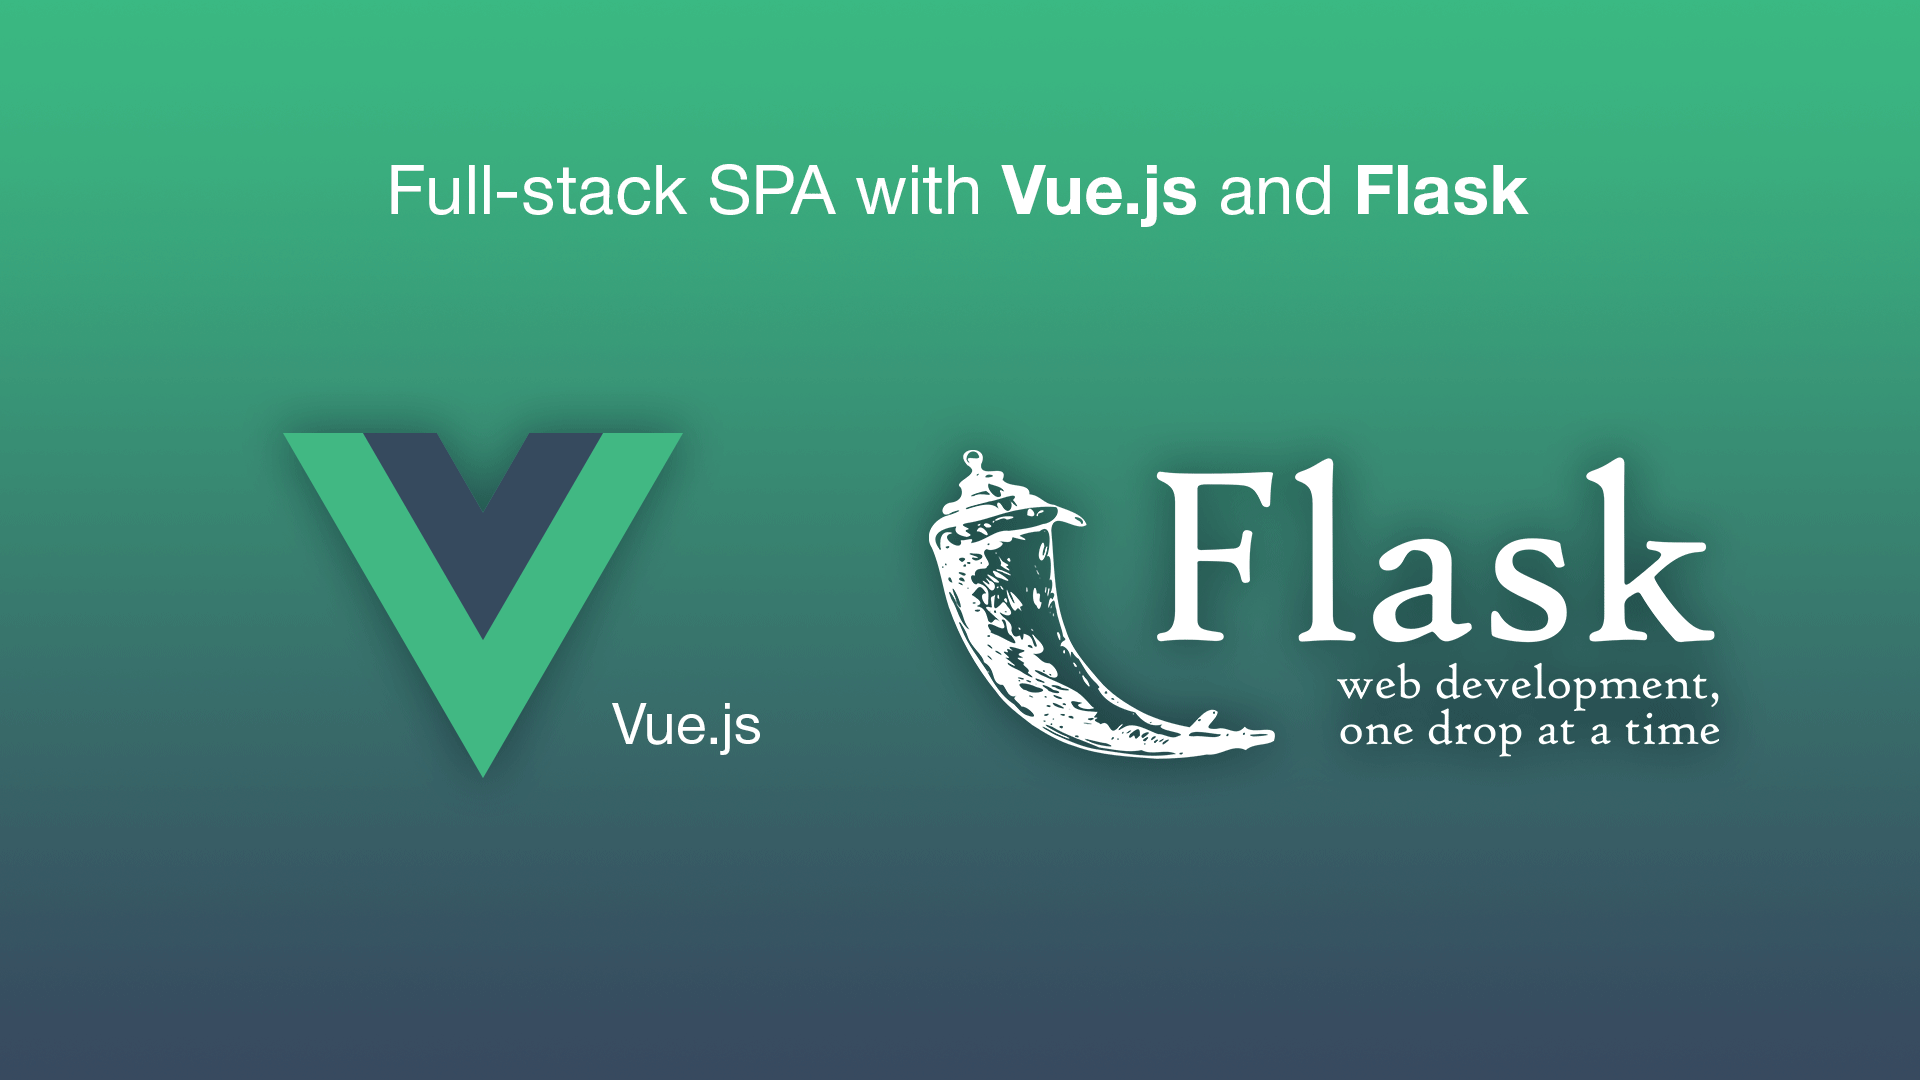 Full-stack SPA with Vue.js and Flask
Vue.js
Flask
web development,
one drop at a time